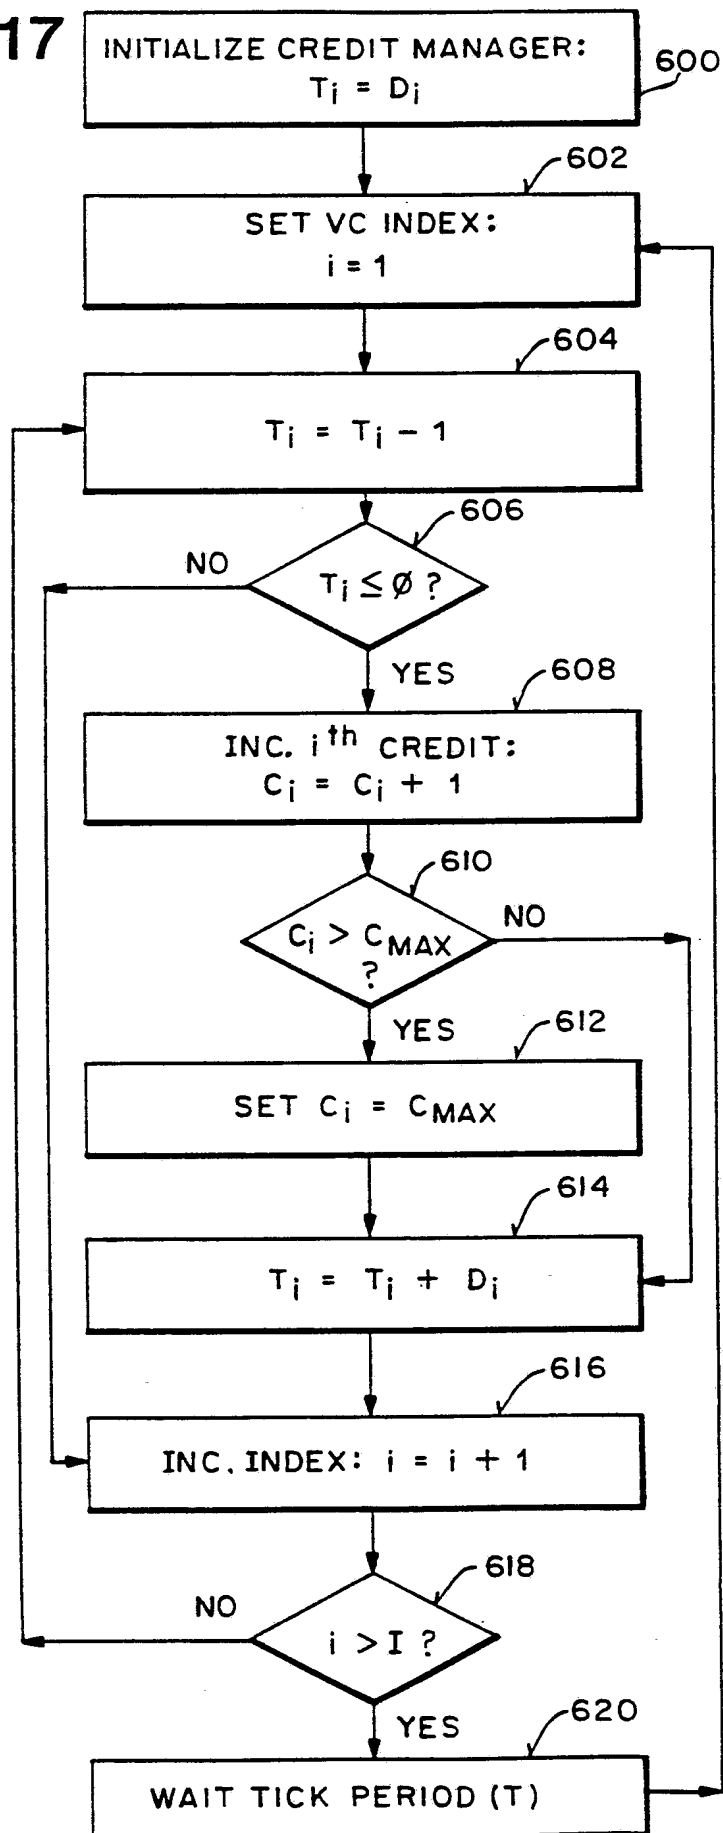 17
INITIALIZE CREDIT MANAGER:
Ti = Di
600
602
SET VC INDEX:
i = 1
604
Ti = Ti - 1
606
NO
Ti ≤ Ø ?
YES
608
INC. ith CREDIT:
Ci = Ci + 1
610
Ci > CMAX
?
NO
YES
612
SET Ci = CMAX
614
Ti = Ti + Di
616
INC. INDEX: i = i + 1
618
NO
i > I ?
YES
620
WAIT TICK PERIOD (T)